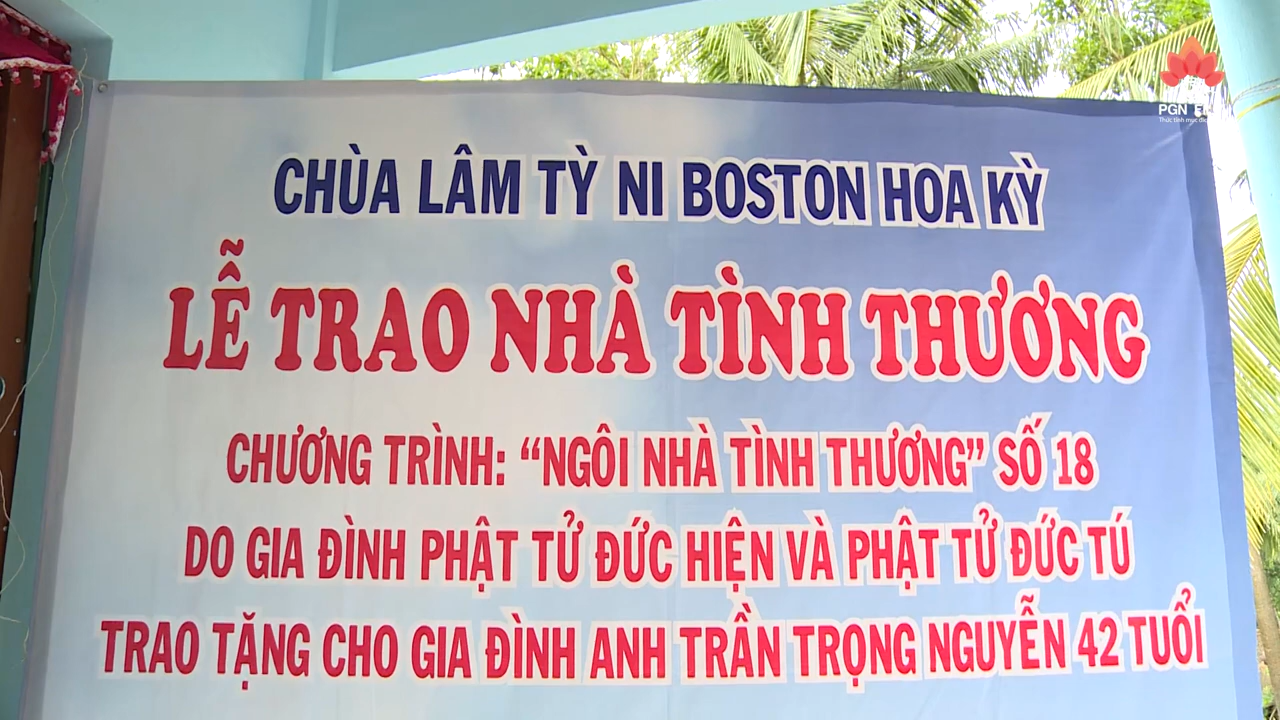 CHÙA LÂM TỲ NI BOSTON HOA KỲ
LỄ TRAO NHÀ TÌNH THƯƠNG
CHƯƠNG TRÌNH: “NGÔI NHÀ TÌNH THƯƠNG” SỐ 18
DO GIA ĐÌNH PHẬT TỬ ĐỨC HIỆN VÀ PHẬT TỬ ĐỨC TÚ
TRAO TẶNG CHO GIA ĐÌNH ANH TRẦN TRỌNG NGUYỄN 42 TUỔI
PGN